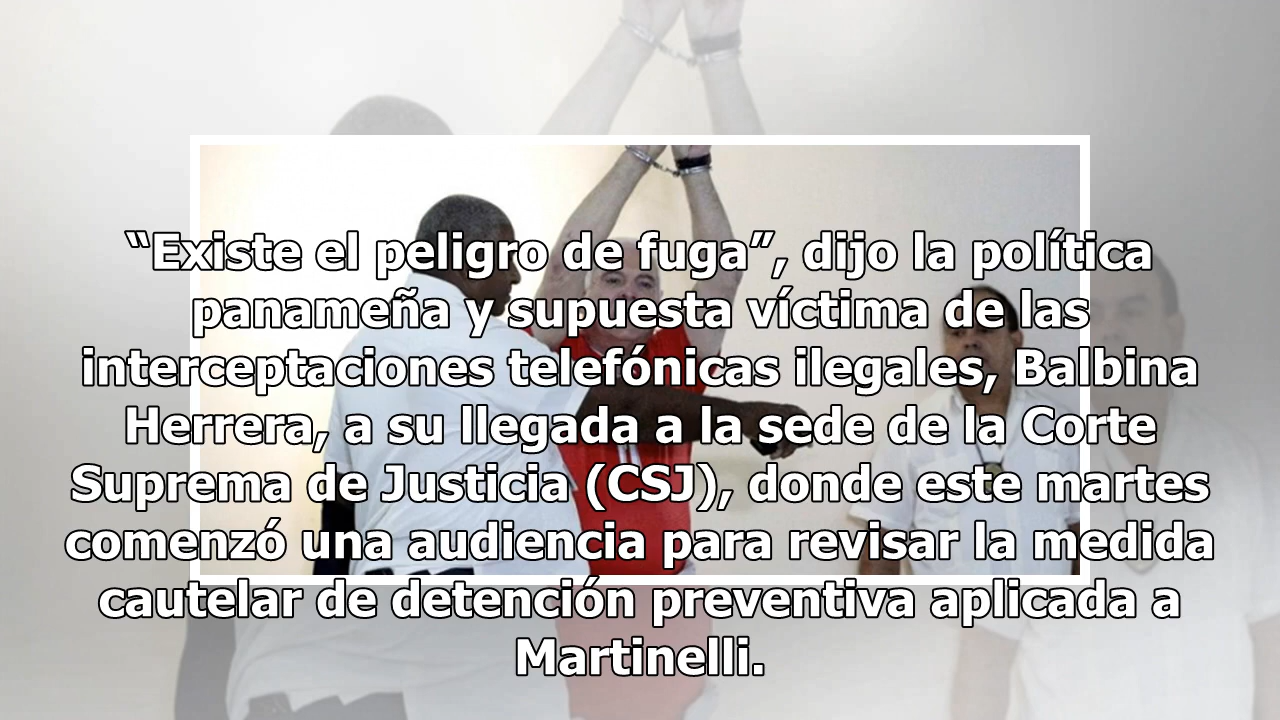 “Existe el peligro de fuga”, dijo la política
panameña y supuesta víctima de las
interceptaciones telefónicas ilegales, Balbina
Herrera, a su llegada a la sede de la Corte
Suprema de Justicia (CSJ), donde este martes
comenzó una audiencia para revisar la medida
cautelar de detención preventiva aplicada a
Martinelli.